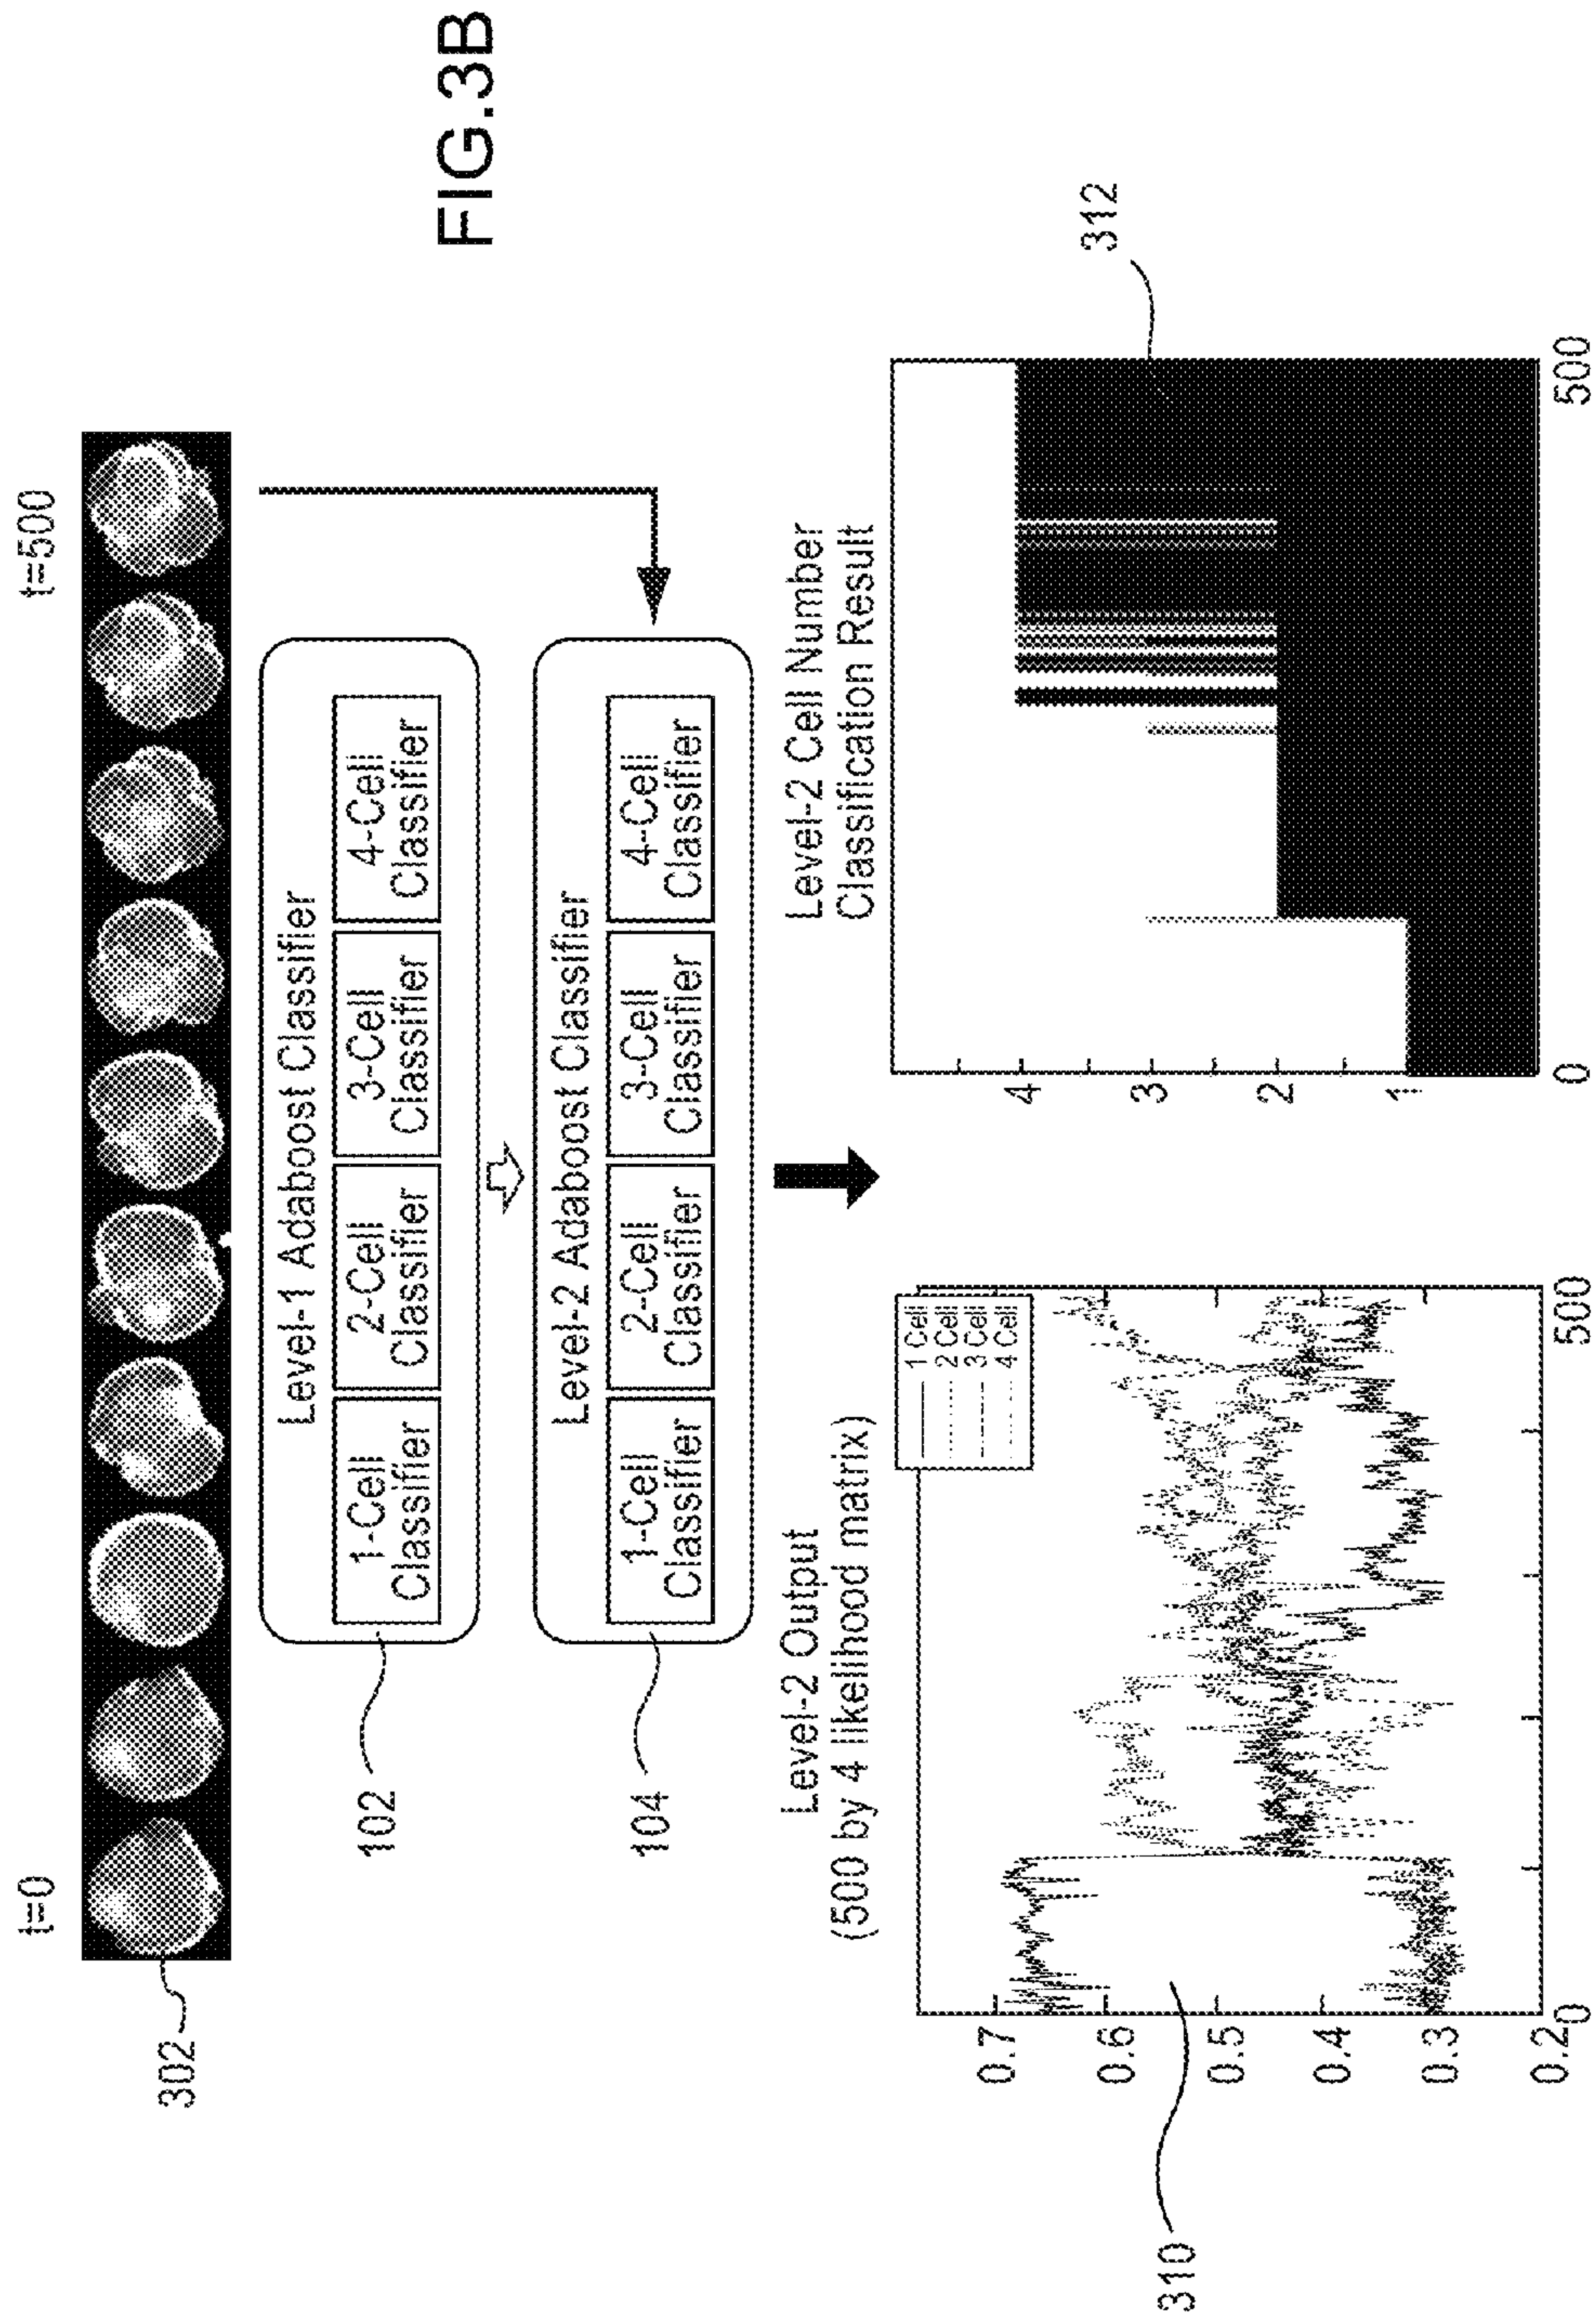 FIG.3B
t=0
t=500
302
Level-1 Adaboost Classifier
1-Cell
Classifier
2-Cell
Classifier
3-Cell
Classifier
4-Cell
Classifier
102
Level-2 Adaboost Classifier
1-Cell
Classifier
2-Cell
Classifier
3-Cell
Classifier
4-Cell
Classifier
104
Level-2 Output
(500 by 4 likelihood matrix)
1 Cell
2 Cell
3 Cell
4 Cell
0.7
0.6
0.5
0.4
0.3
0.2
0
500
310
Level-2 Cell Number
Classification Result
4
3
2
1
0
500
312